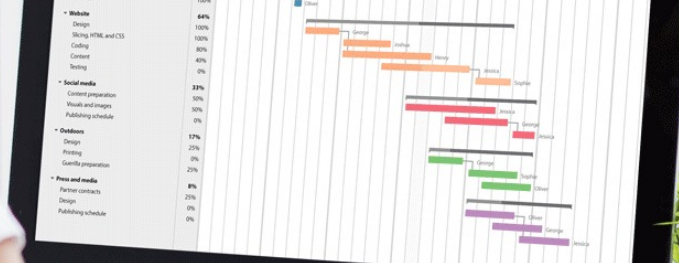 100%
Oliver
Website 64%
Design 100% George
Slicing, HTML and CSS 100% Joshua
Coding 80% Henry
Content 40% Jessica
Texting 0% Sophie
Social media 33%
Content preparation 50% Jessica
Visuals and images 50% George
Publishing schedule 0% Jessica
Outdoors 17%
Design 25% George
Printing 0% Sophie
Guerilla preparation 25% Oliver
Press and media 8%
Partner contracts 25% Oliver
Design 0% George
Publishing schedule 0% Jessica